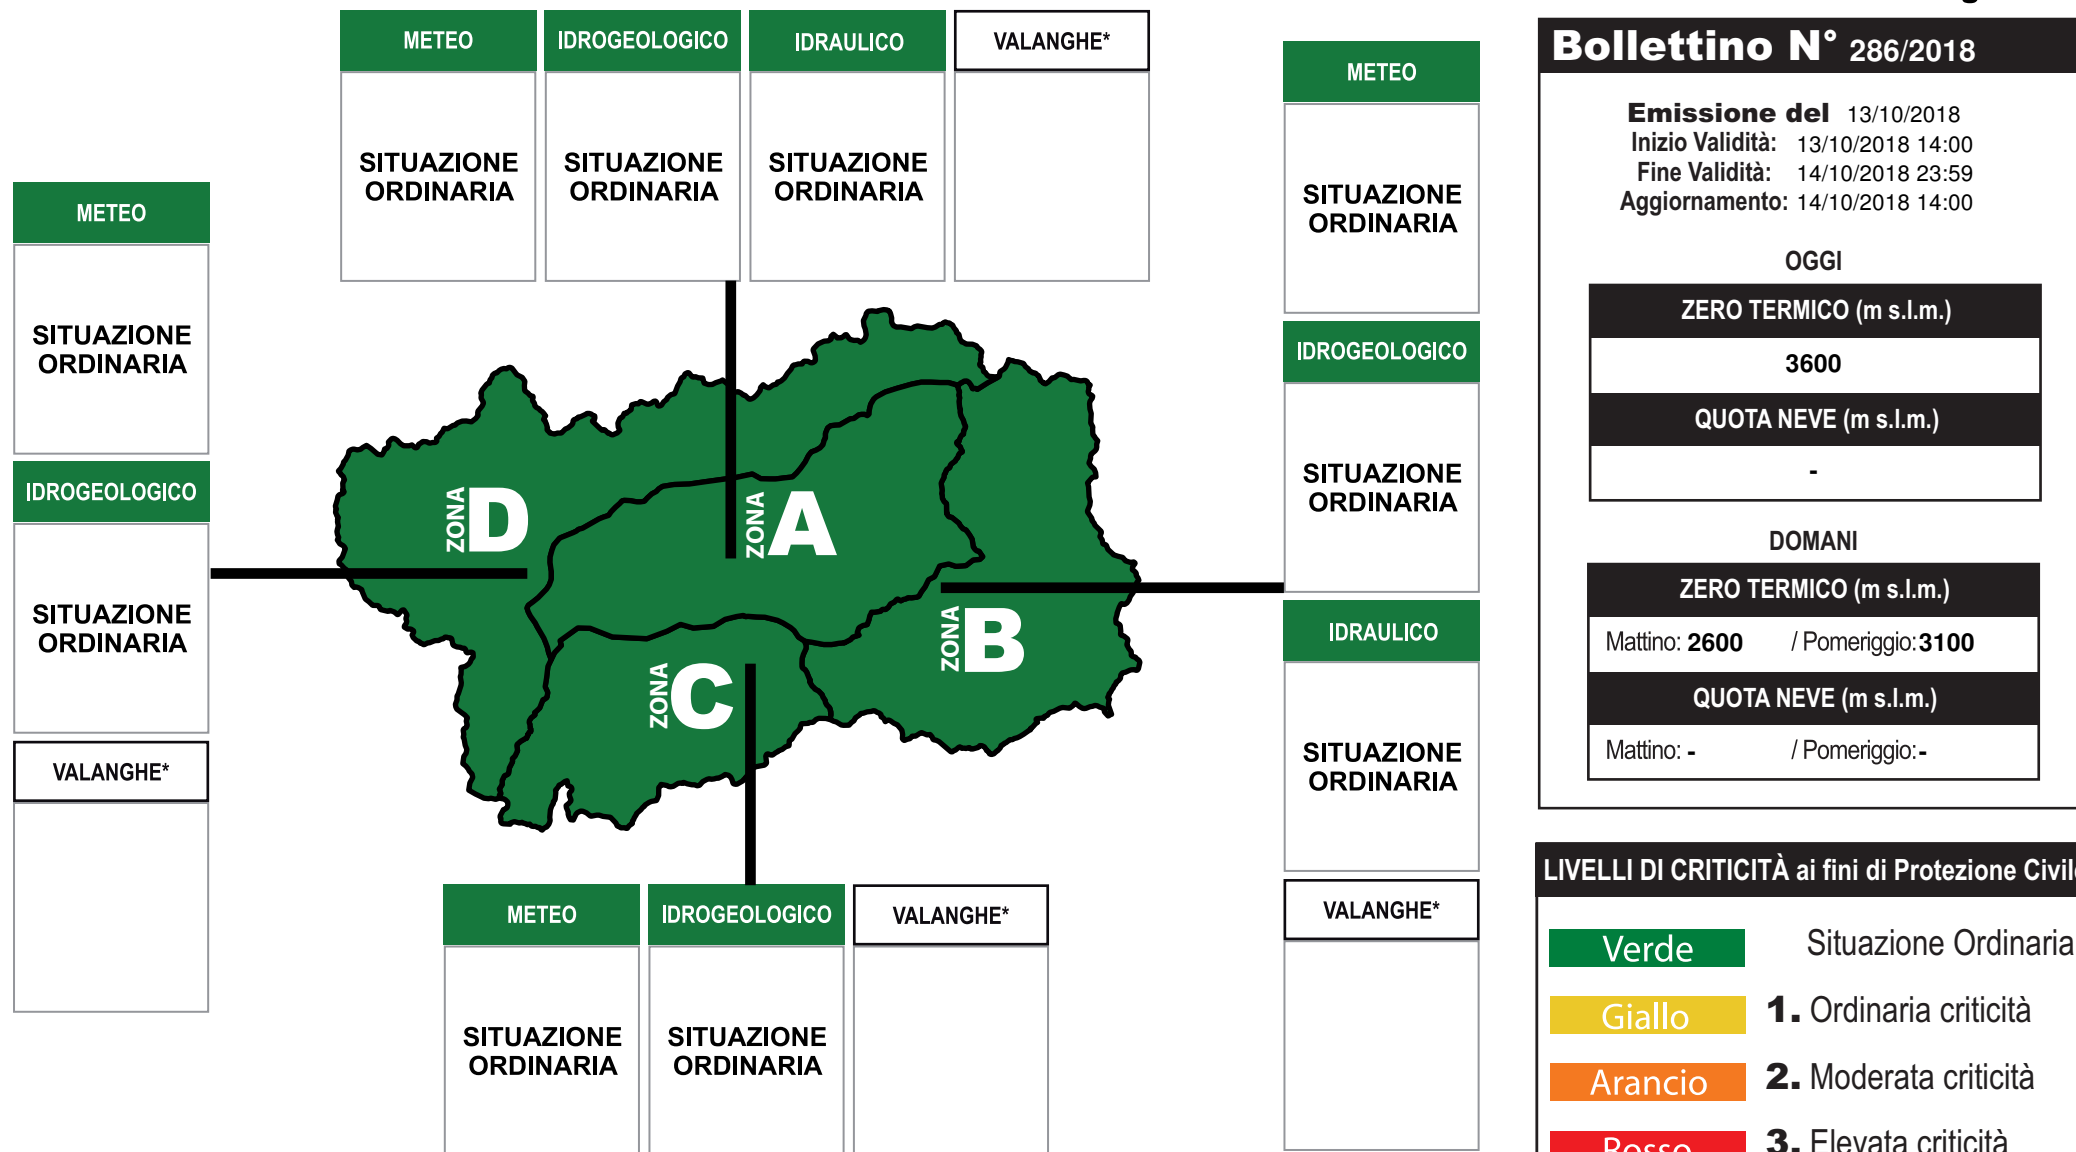 METEO IDROGEOLOGICO IDRAULICO VALANGHE*
SITUAZIONE ORDINARIA
SITUAZIONE ORDINARIA
SITUAZIONE ORDINARIA
METEO
SITUAZIONE
ORDINARIA
IDROGEOLOGICO
SITUAZIONE
ORDINARIA
VALANGHE*
ZONA D
ZONA A
ZONA B
ZONA C
METEO
SITUAZIONE
ORDINARIA
IDROGEOLOGICO
SITUAZIONE
ORDINARIA
IDRAULICO
SITUAZIONE
ORDINARIA
VALANGHE*
METEO IDROGEOLOGICO VALANGHE*
SITUAZIONE ORDINARIA
SITUAZIONE ORDINARIA
Bollettino N° 286/2018
Emissione del 13/10/2018
Inizio Validità: 13/10/2018 14:00
Fine Validità: 14/10/2018 23:59
Aggiornamento: 14/10/2018 14:00
OGGI
ZERO TERMICO (m s.l.m.)
3600
QUOTA NEVE (m s.l.m.)
-
DOMANI
ZERO TERMICO (m s.l.m.)
Mattino: 2600 / Pomeriggio: 3100
QUOTA NEVE (m s.l.m.)
Mattino: - / Pomeriggio: -
LIVELLI DI CRITICITÀ ai fini di Protezione Civile
Verde Situazione Ordinaria
Giallo 1. Ordinaria criticità
Arancio 2. Moderata criticità
Rosso 3. Elevata criticità